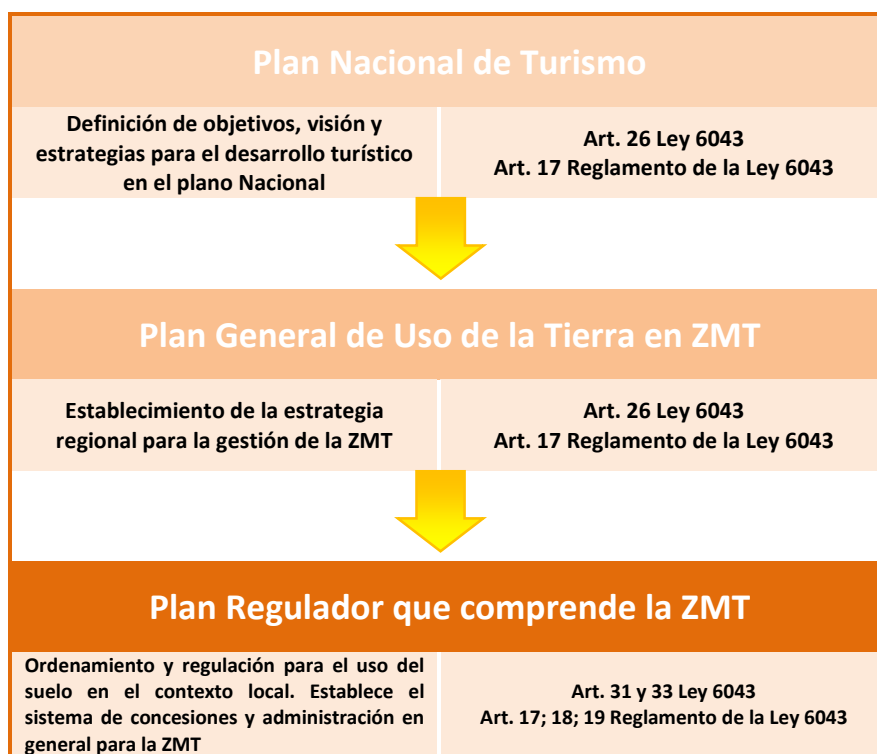 Plan Nacional de Turismo
Definición de objetivos, visión y
estrategias para el desarrollo turístico
en el plano Nacional
Art. 26 Ley 6043
Art. 17 Reglamento de la Ley 6043
Plan General de Uso de la Tierra en ZMT
Establecimiento de la estrategia
regional para la gestión de la ZMT
Art. 26 Ley 6043
Art. 17 Reglamento de la Ley 6043
Plan Regulador que comprende la ZMT
Ordenamiento y regulación para el uso del
suelo en el contexto local. Establece el
sistema de concesiones y administración en
general para la ZMT
Art. 31 y 33 Ley 6043
Art. 17; 18; 19 Reglamento de la Ley 6043